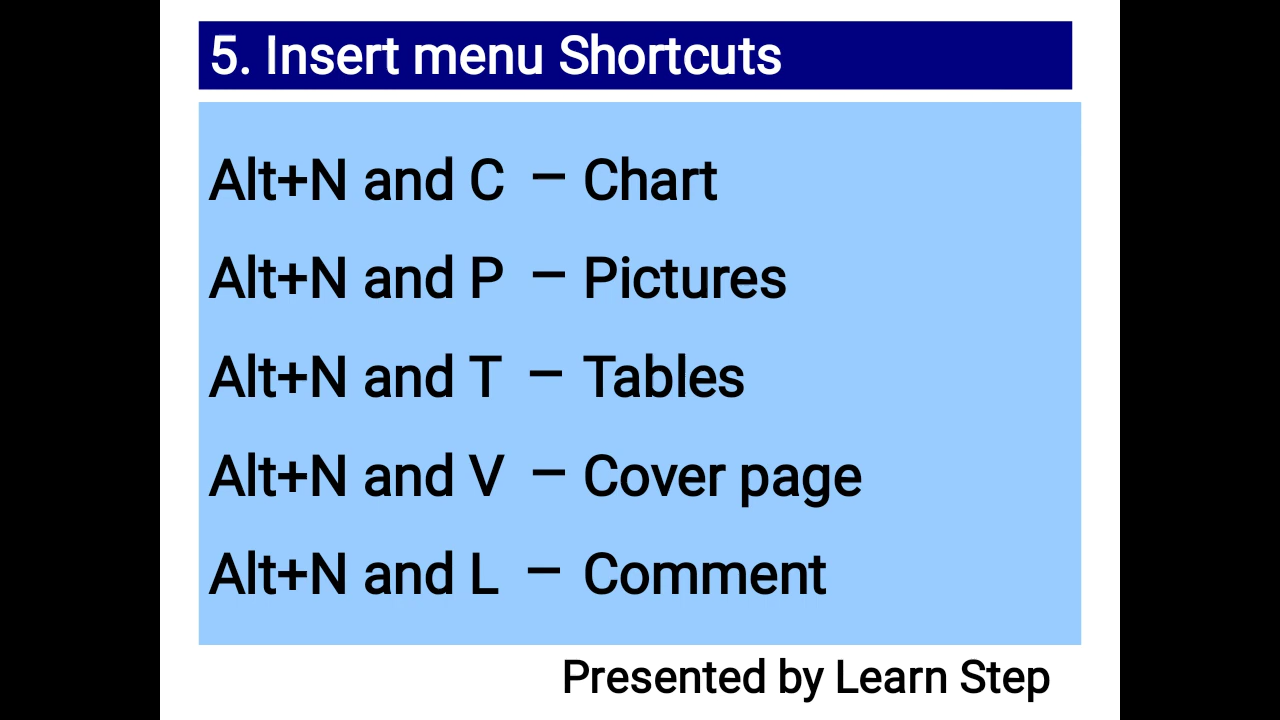 5. Insert menu Shortcuts
Alt+N and C – Chart
Alt+N and P – Pictures
Alt+N and T – Tables
Alt+N and V – Cover page
Alt+N and L – Comment
Presented by Learn Step